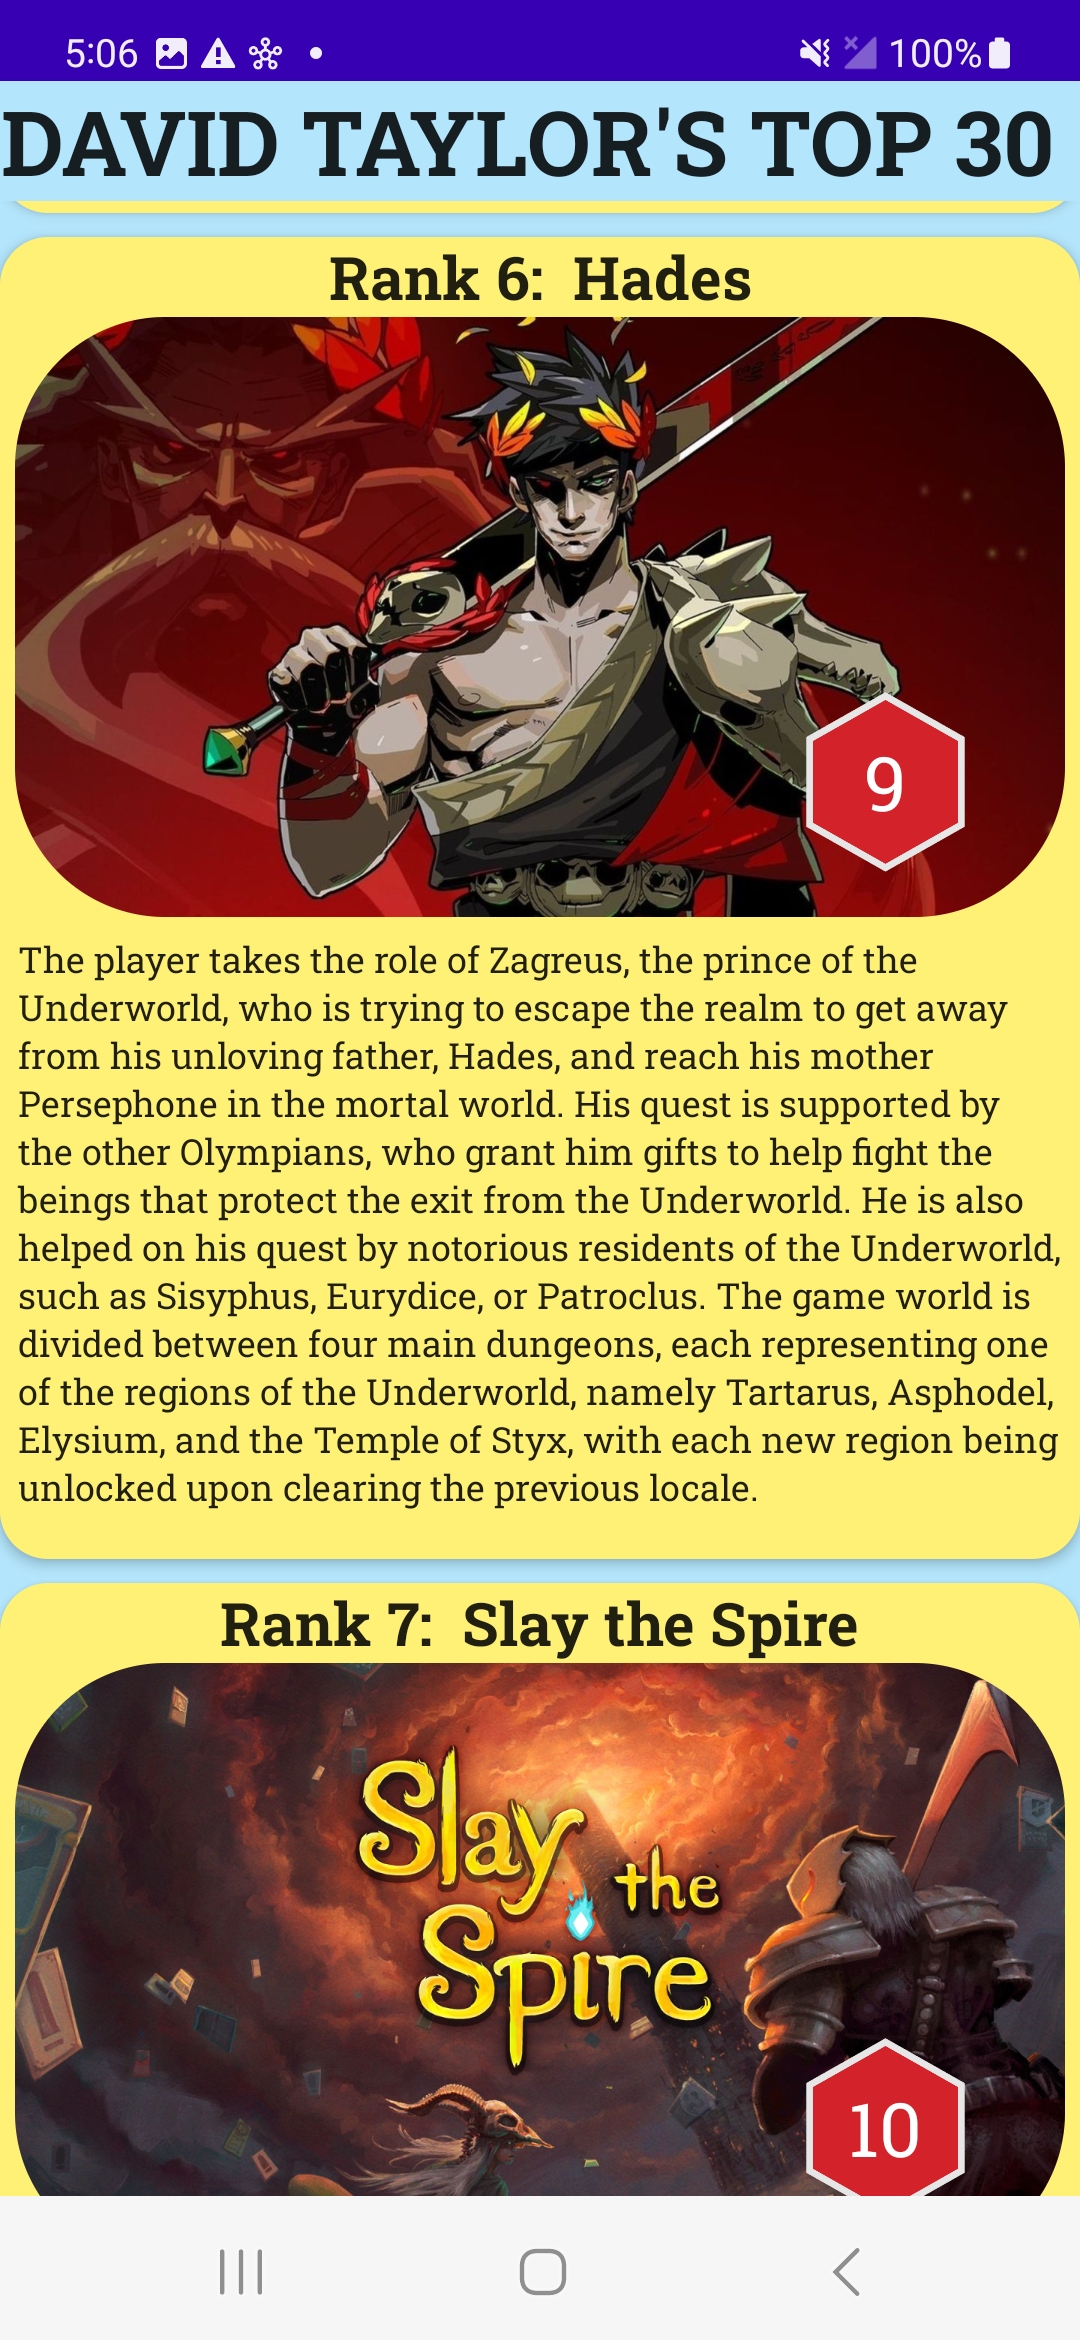 5:06
100%
DAVID TAYLOR'S TOP 30
Rank 6:  Hades
9
The player takes the role of Zagreus, the prince of the
Underworld, who is trying to escape the realm to get away
from his unloving father, Hades, and reach his mother
Persephone in the mortal world. His quest is supported by
the other Olympians, who grant him gifts to help fight the
beings that protect the exit from the Underworld. He is also
helped on his quest by notorious residents of the Underworld,
such as Sisyphus, Eurydice, or Patroclus. The game world is
divided between four main dungeons, each representing one
of the regions of the Underworld, namely Tartarus, Asphodel,
Elysium, and the Temple of Styx, with each new region being
unlocked upon clearing the previous locale.
Rank 7:  Slay the Spire
Slay
the
Spire
10